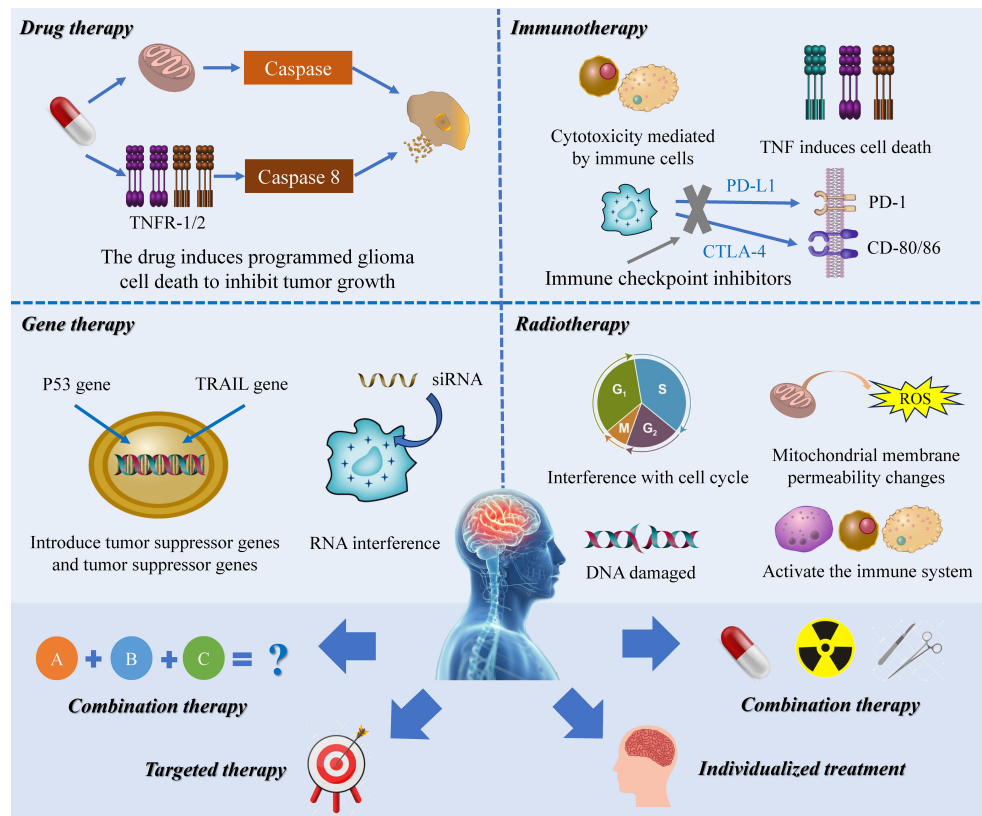 Drug therapy
Caspase
Caspase 8
TNFR-1/2
The drug induces programmed glioma
cell death to inhibit tumor growth
Immunotherapy
Cytotoxicity mediated
by immune cells
TNF induces cell death
PD-L1
PD-1
CTLA-4
CD-80/86
Immune checkpoint inhibitors
Gene therapy
P53 gene
TRAIL gene
siRNA
Introduce tumor suppressor genes
and tumor suppressor genes
RNA interference
Radiotherapy
G1
S
M
G2
Interference with cell cycle
ROS
Mitochondrial membrane
permeability changes
DNA damaged
Activate the immune system
A + B + C = ?
Combination therapy
Combination therapy
Targeted therapy
Individualized treatment